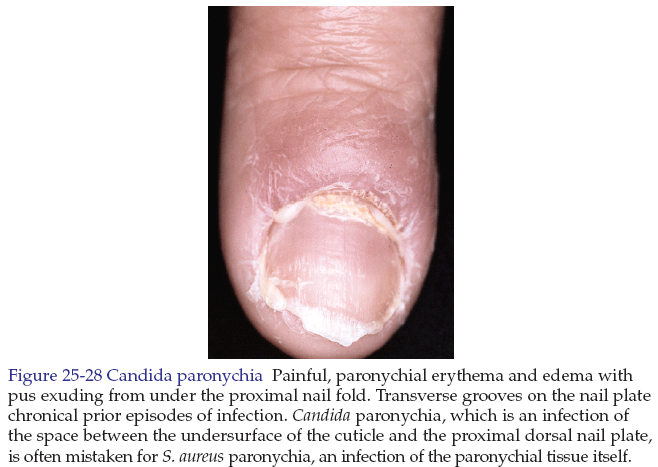 Figure 25-28 Candida paronychia Painful, paronychial erythema and edema with
pus exuding from under the proximal nail fold. Transverse grooves on the nail plate
chronical prior episodes of infection. Candida paronychia, which is an infection of
the space between the undersurface of the cuticle and the proximal dorsal nail plate,
is often mistaken for S. aureus paronychia, an infection of the paronychial tissue itself.